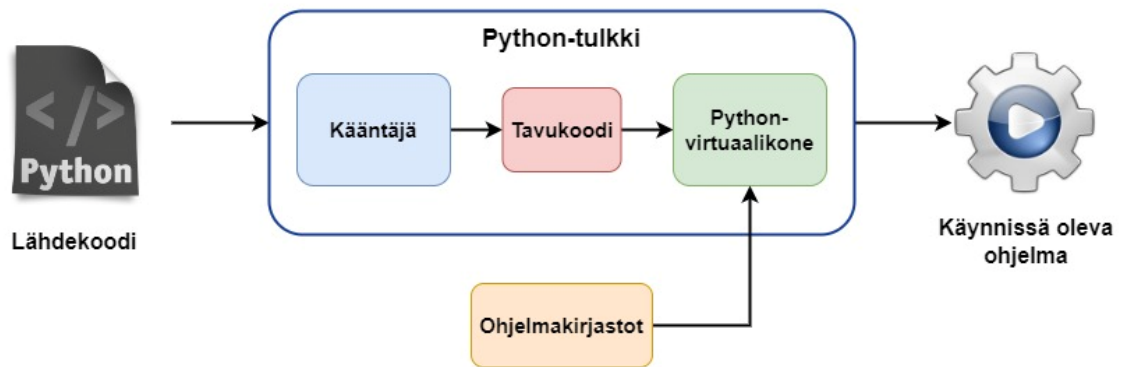 Python-tulkki
</>
Python
Lähdekoodi
Kääntäjä
Tavukoodi
Python-
virtuaalikone
Ohjelmakirjastot
Käynnissä oleva
ohjelma